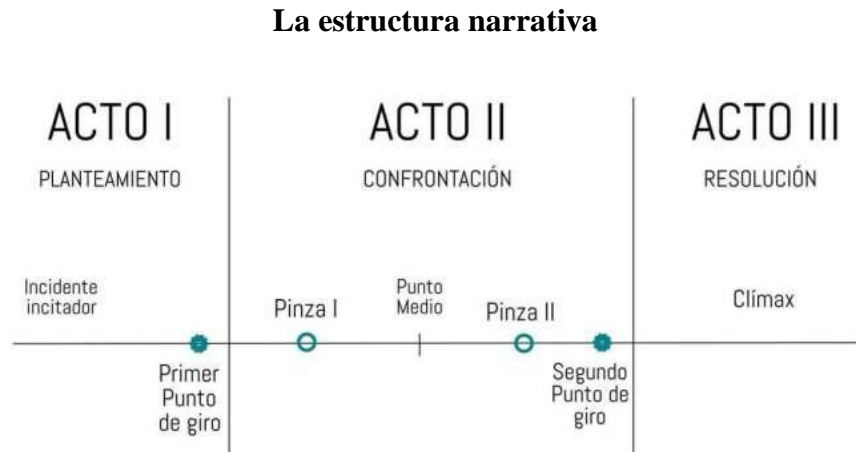 La estructura narrativa
ACTO I
PLANTEAMIENTO
Incidente
incitador
Primer
Punto
de giro
ACTO II
CONFRONTACIÓN
Pinza I
Punto
Medio
Pinza II
Segundo
Punto de
giro
ACTO III
RESOLUCIÓN
Clímax